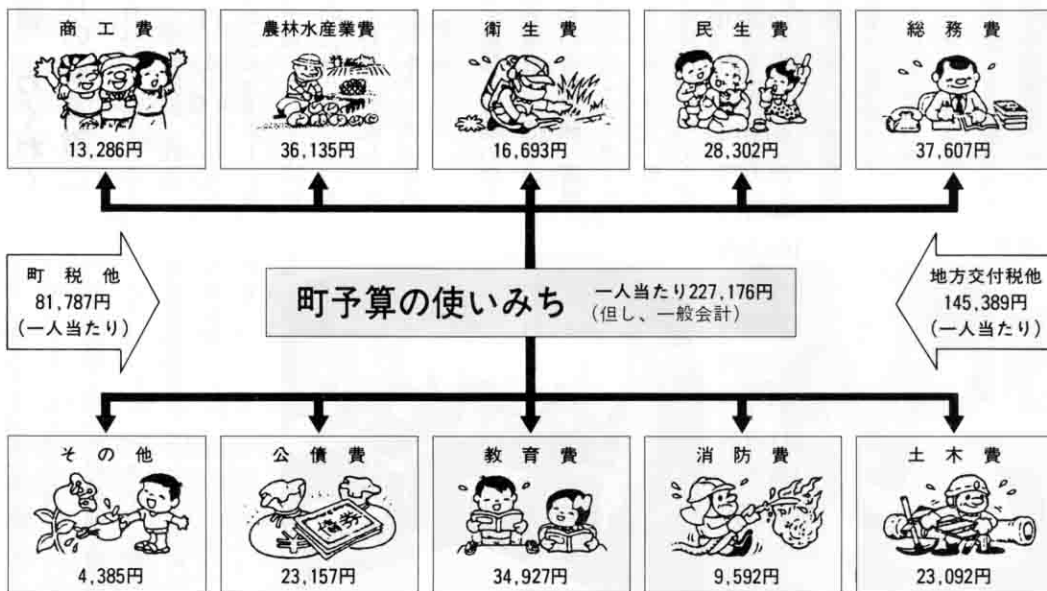 商工費
13,286円
農林水産業費
36,135円
衛生費
16,693円
民生費
28,302円
総務費
37,607円
町税他
81,787円
(一人当たり)
町予算の使いみち
一人当たり227,176円
(但し、一般会計)
地方交付税他
145,389円
(一人当たり)
その他
4,385円
公債費
債券
23,157円
教育費
34,927円
消防費
9,592円
土木費
23,092円